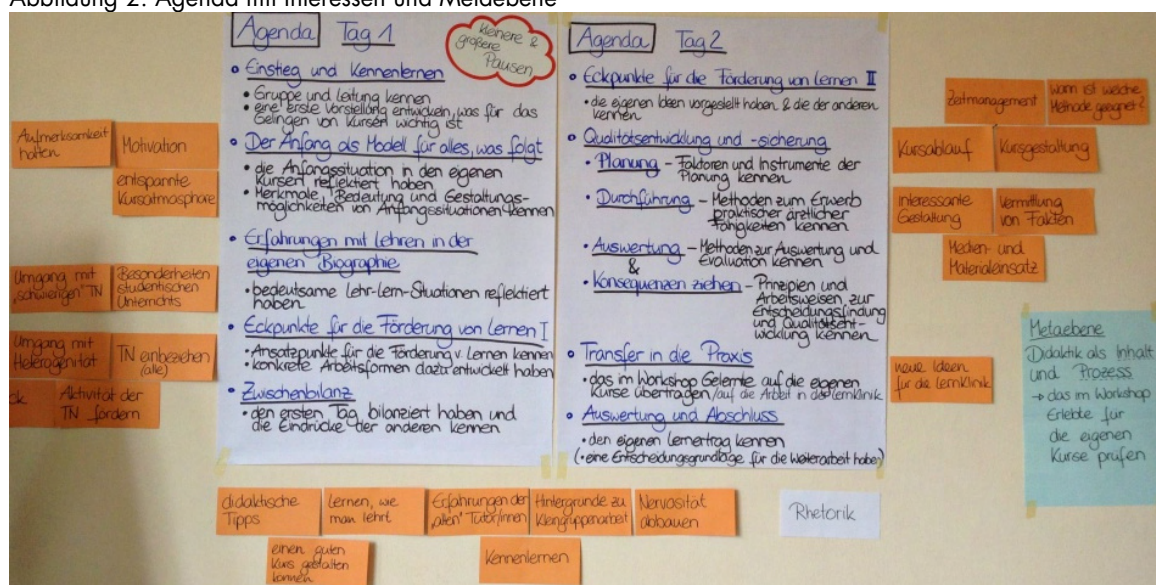 Abbildung 2: Agenda mit Interessen und Metaebene
Agenda Tag 1
kleinere &
größere
Pausen
• Einstieg und Kennenlernen
• Gruppe und Leitung kennen
• eine erste Vorstellung entwickeln, was für das
Gelingen von Kursen wichtig ist
• Der Anfang als Modell für alles, was folgt
• die Anfangssituation in den eigenen
Kursen reflektiert haben
• Merkmale, Bedeutung und Gestaltungs-
möglichkeiten von Anfangssituationen kennen
• Erfahrungen mit Lehren in der
eigenen Biographie
• bedeutsame Lehr-Lern-Situationen reflektiert
haben
• Eckpunkte für die Förderung von Lernen I
• Ansatzpunkte für die Förderung v. Lernen kennen
• konkrete Arbeitsformen dazu entwickelt haben
• Zwischenbilanz
• den ersten Tag bilanziert haben und
die Eindrücke der anderen kennen
Agenda Tag 2
• Eckpunkte für die Förderung von Lernen II
• die eigenen Ideen vorgestellt haben & die der anderen
kennen
• Qualitätsentwicklung und -sicherung
• Planung – Faktoren und Instrumente der
Planung kennen
• Durchführung – Methoden zum Erwerb
praktischer ärztlicher
Fähigkeiten kennen
• Auswertung – Methoden zur Auswertung und
& Evaluation kennen
• Konsequenzen ziehen – Prinzipien und
Arbeitsweisen zur
Entscheidungsfindung
und Qualitätsent-
wicklung kennen
• Transfer in die Praxis
• das im Workshop Gelernte auf die eigenen
Kurse übertragen/auf die Arbeit in der Lernklinik
• Auswertung und Abschluss
• den eigenen Lernertrag kennen
(• eine Entscheidungsgrundlage für die Weiterarbeit haben)
Aufmerksamkeit
halten
Motivation
entspannte
Kursatmosphäre
Umgang mit
„schwierigen" TN
Besonderheiten
studentischen
Unterrichts
Umgang mit
Heterogenität
TN einbeziehen
(alle)
ck
Aktivität der
TN fördern
Zeitmanagement
wann ist welche
Methode geeignet?
Kursablauf
Kursgestaltung
interessante
Gestaltung
Vermittlung
von Fakten
Medien- und
Materialeinsatz
neue Ideen
für die Lernklinik
Metaebene
Didaktik als Inhalt
und Prozess
→ das im Workshop
Erlebte für
die eigenen
Kurse prüfen
didaktische
Tipps
Lernen, wie
man lehrt
Erfahrungen der
„alten" Tutor/innen
Hintergründe zu
Kleingruppenarbeit
Nervosität
abbauen
Rhetorik
einen guten
Kurs gestalten
können
Kennenlernen